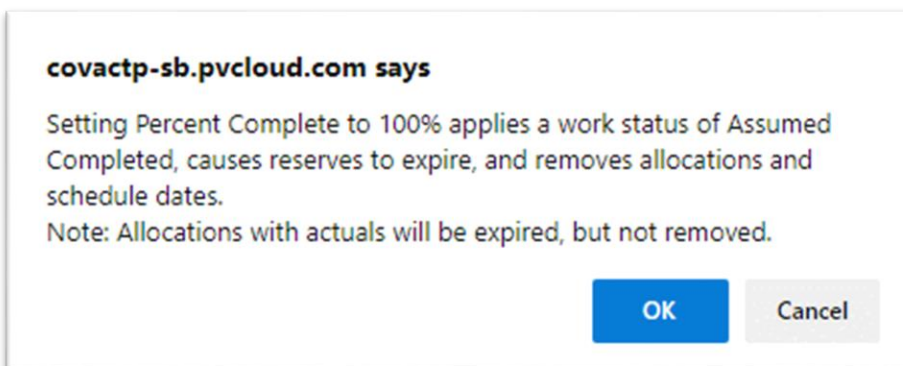 covactp-sb.pvcloud.com says
Setting Percent Complete to 100% applies a work status of Assumed
Completed, causes reserves to expire, and removes allocations and
schedule dates.
Note: Allocations with actuals will be expired, but not removed.
OK
Cancel